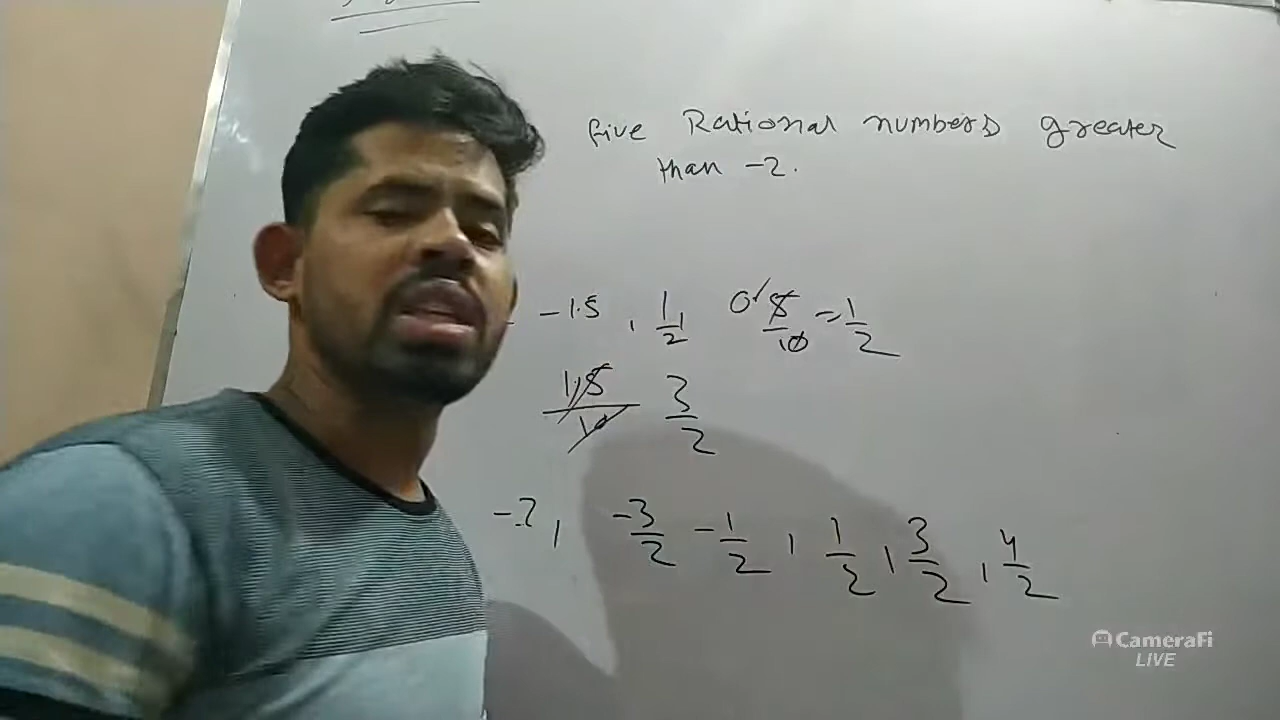 five Rational numbers greater
than -2.
- -1.5 , 1/2 0.5/10 = 1/2
1.5/10 3/2
-2, -3/2 -1/2 , 1/2 , 3/2 , 4/2
CameraFi
LIVE